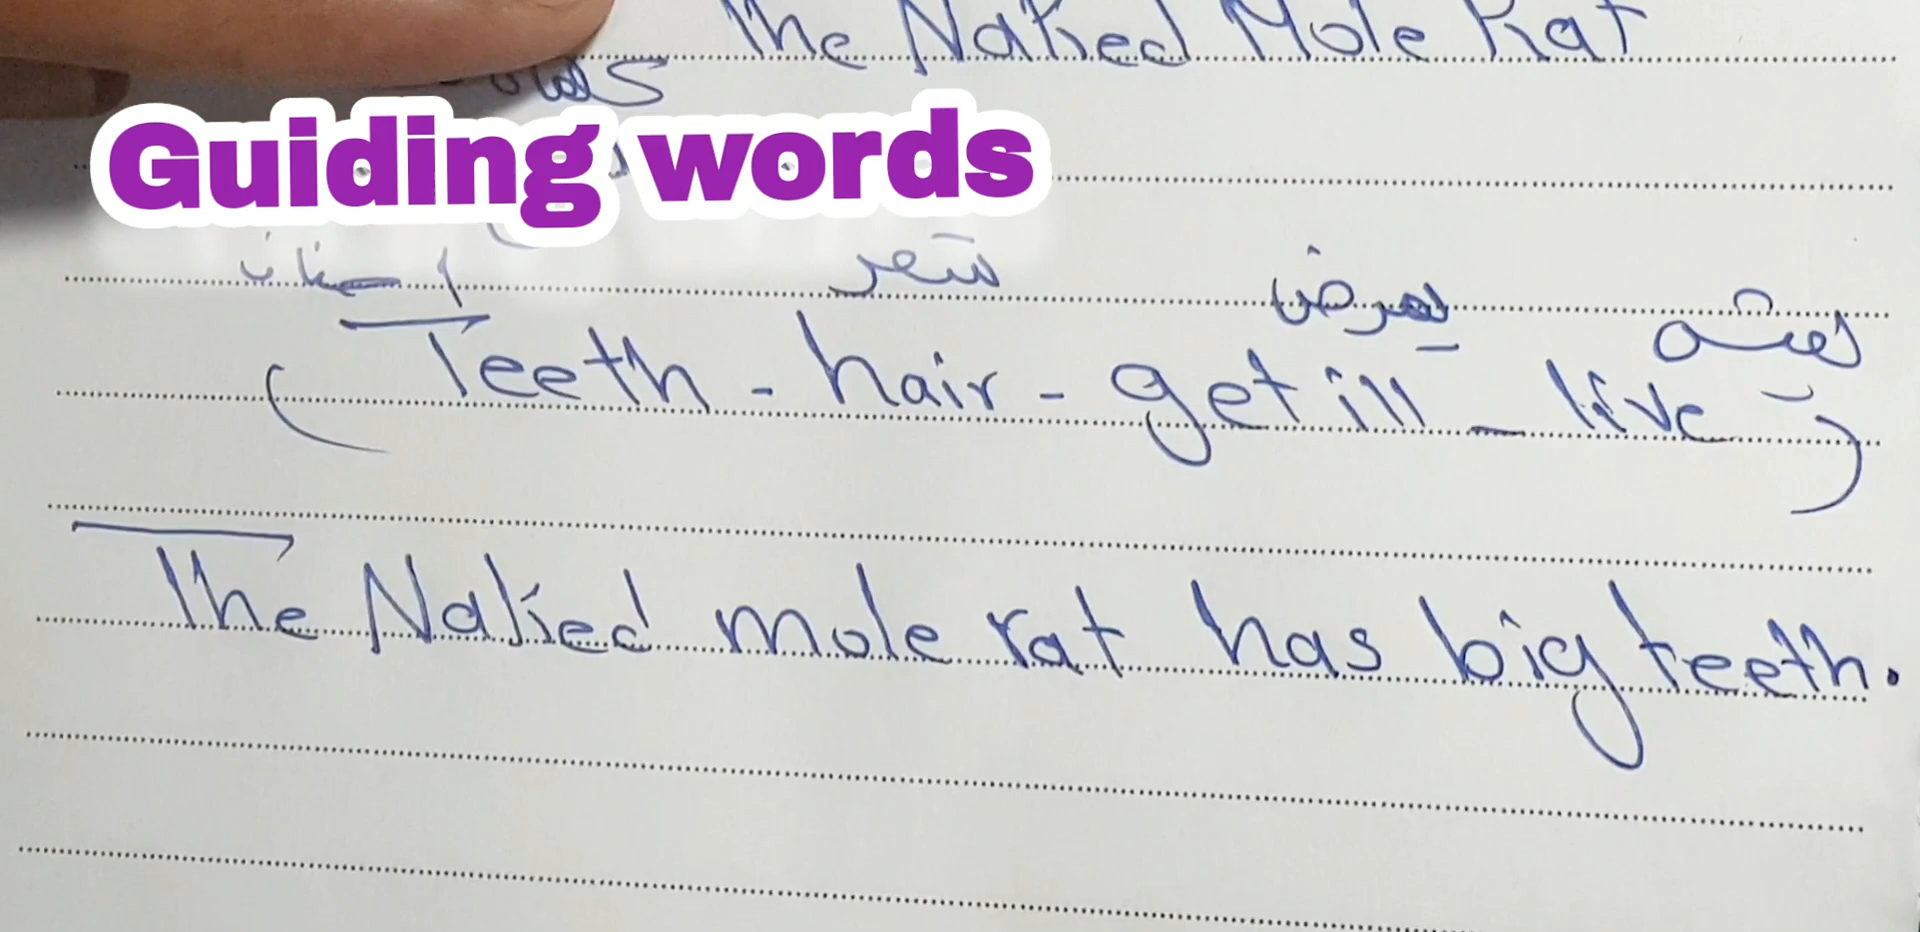 The Naked Mole Rat
Guiding words
أسنان شعر يمرض يعيش
(Teeth - hair - get ill - live)
The Naked mole rat has big teeth.